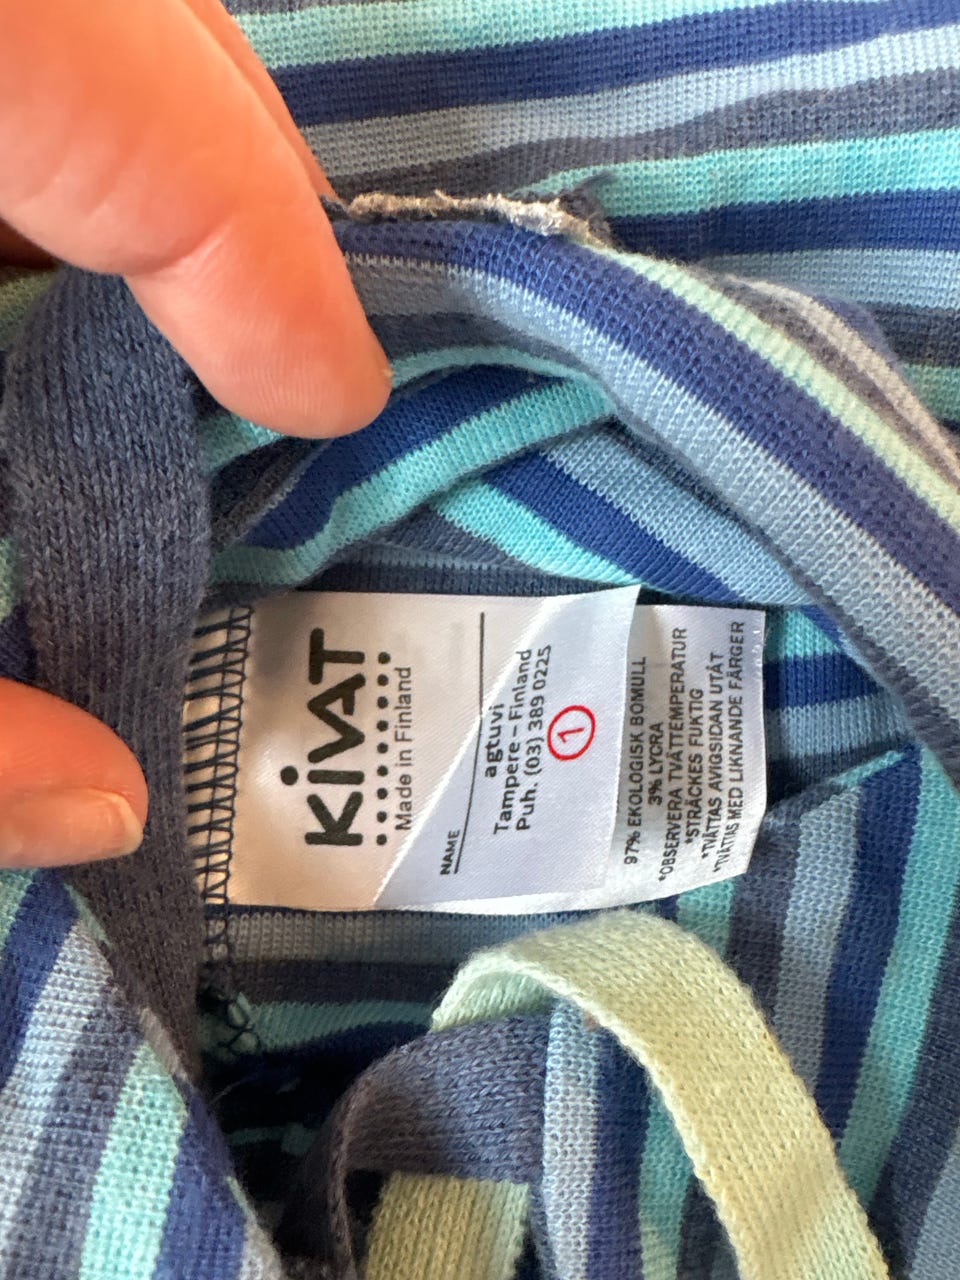 KiVAT
Made in Finland
NAME
agtuvi
Tampere – Finland
Puh. (03) 389 0225
1
97% EKOLOGISK BOMULL
3% LYCRA
*OBSERVERA TVÄTTEMPERATUR
*STRÄCKES FUKTIG
*TVÄTTAS AVIGSIDAN UTÅT
*TVÄTTAS MED LIKNANDE FÄRGER